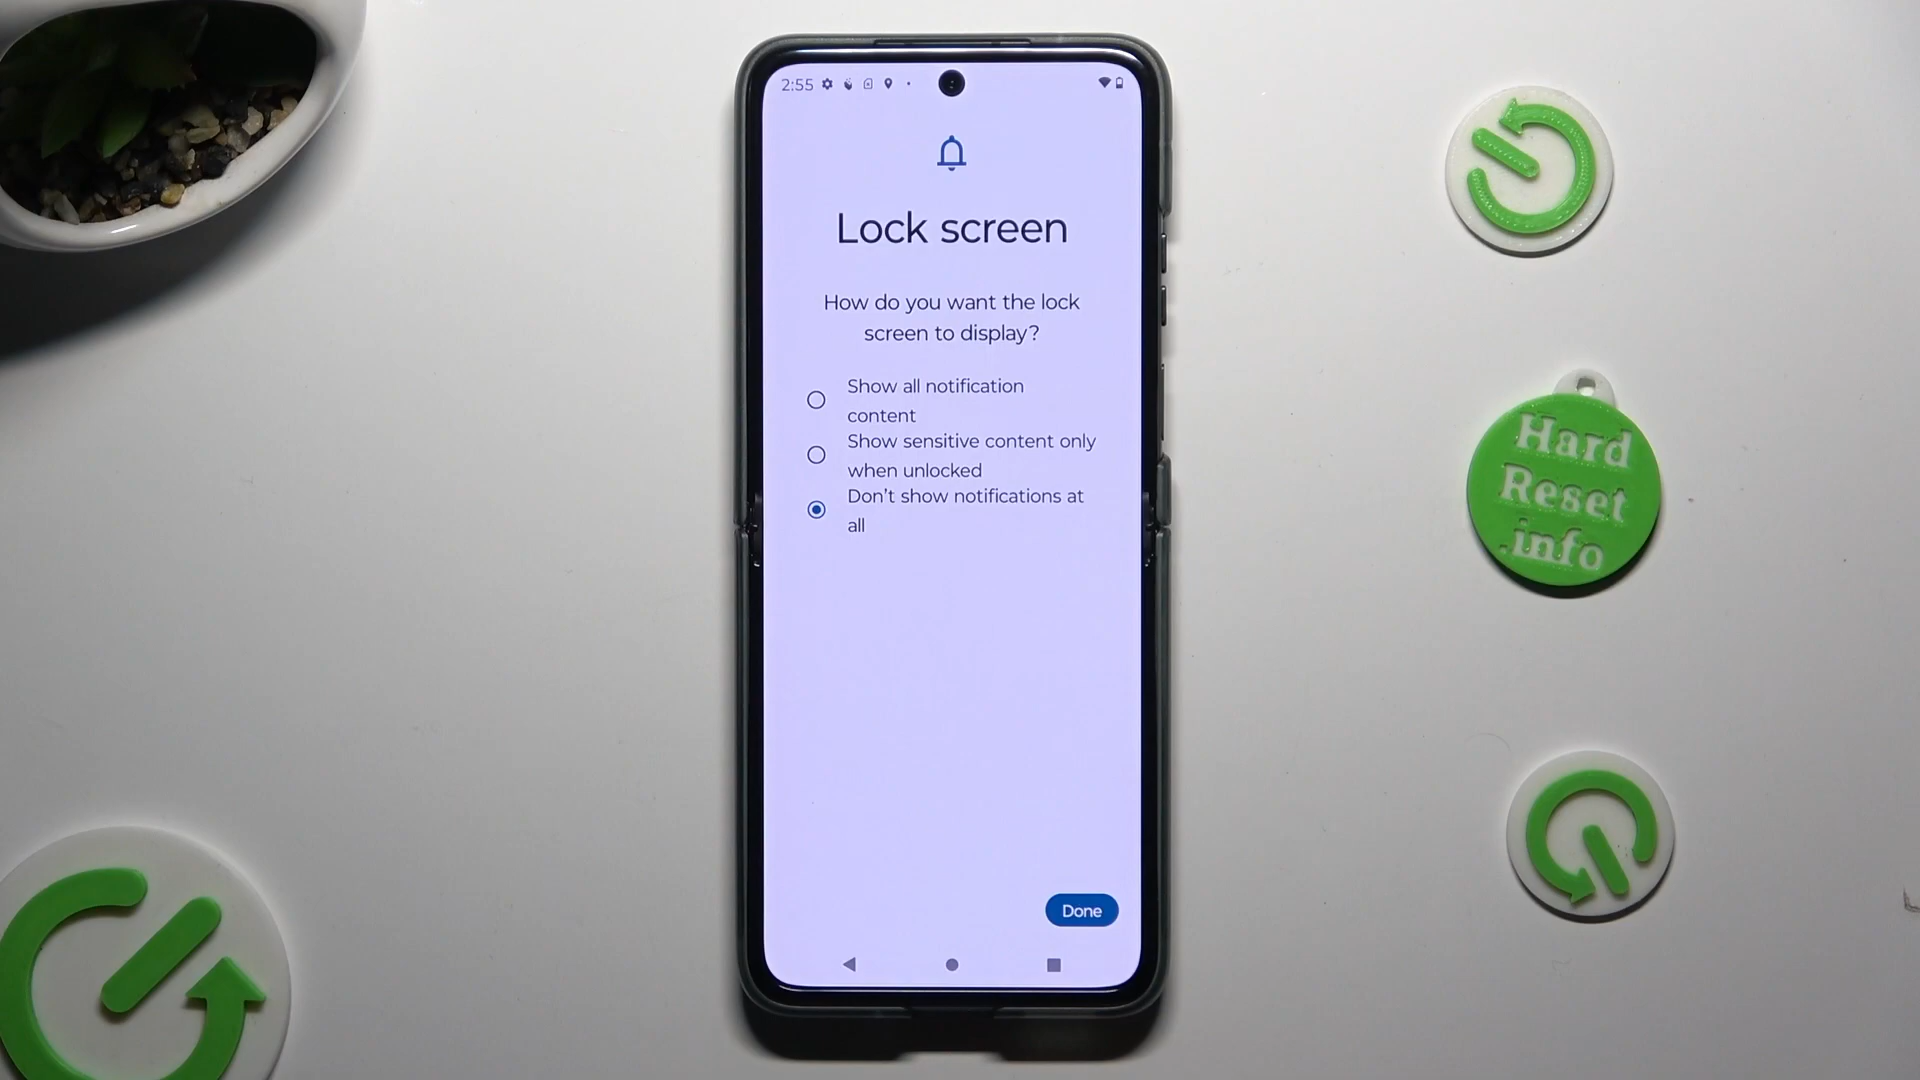 2:55
Lock screen
How do you want the lock
screen to display?
Show all notification
content
Show sensitive content only
when unlocked
Don't show notifications at
all
Done
Hard
Reset
.info